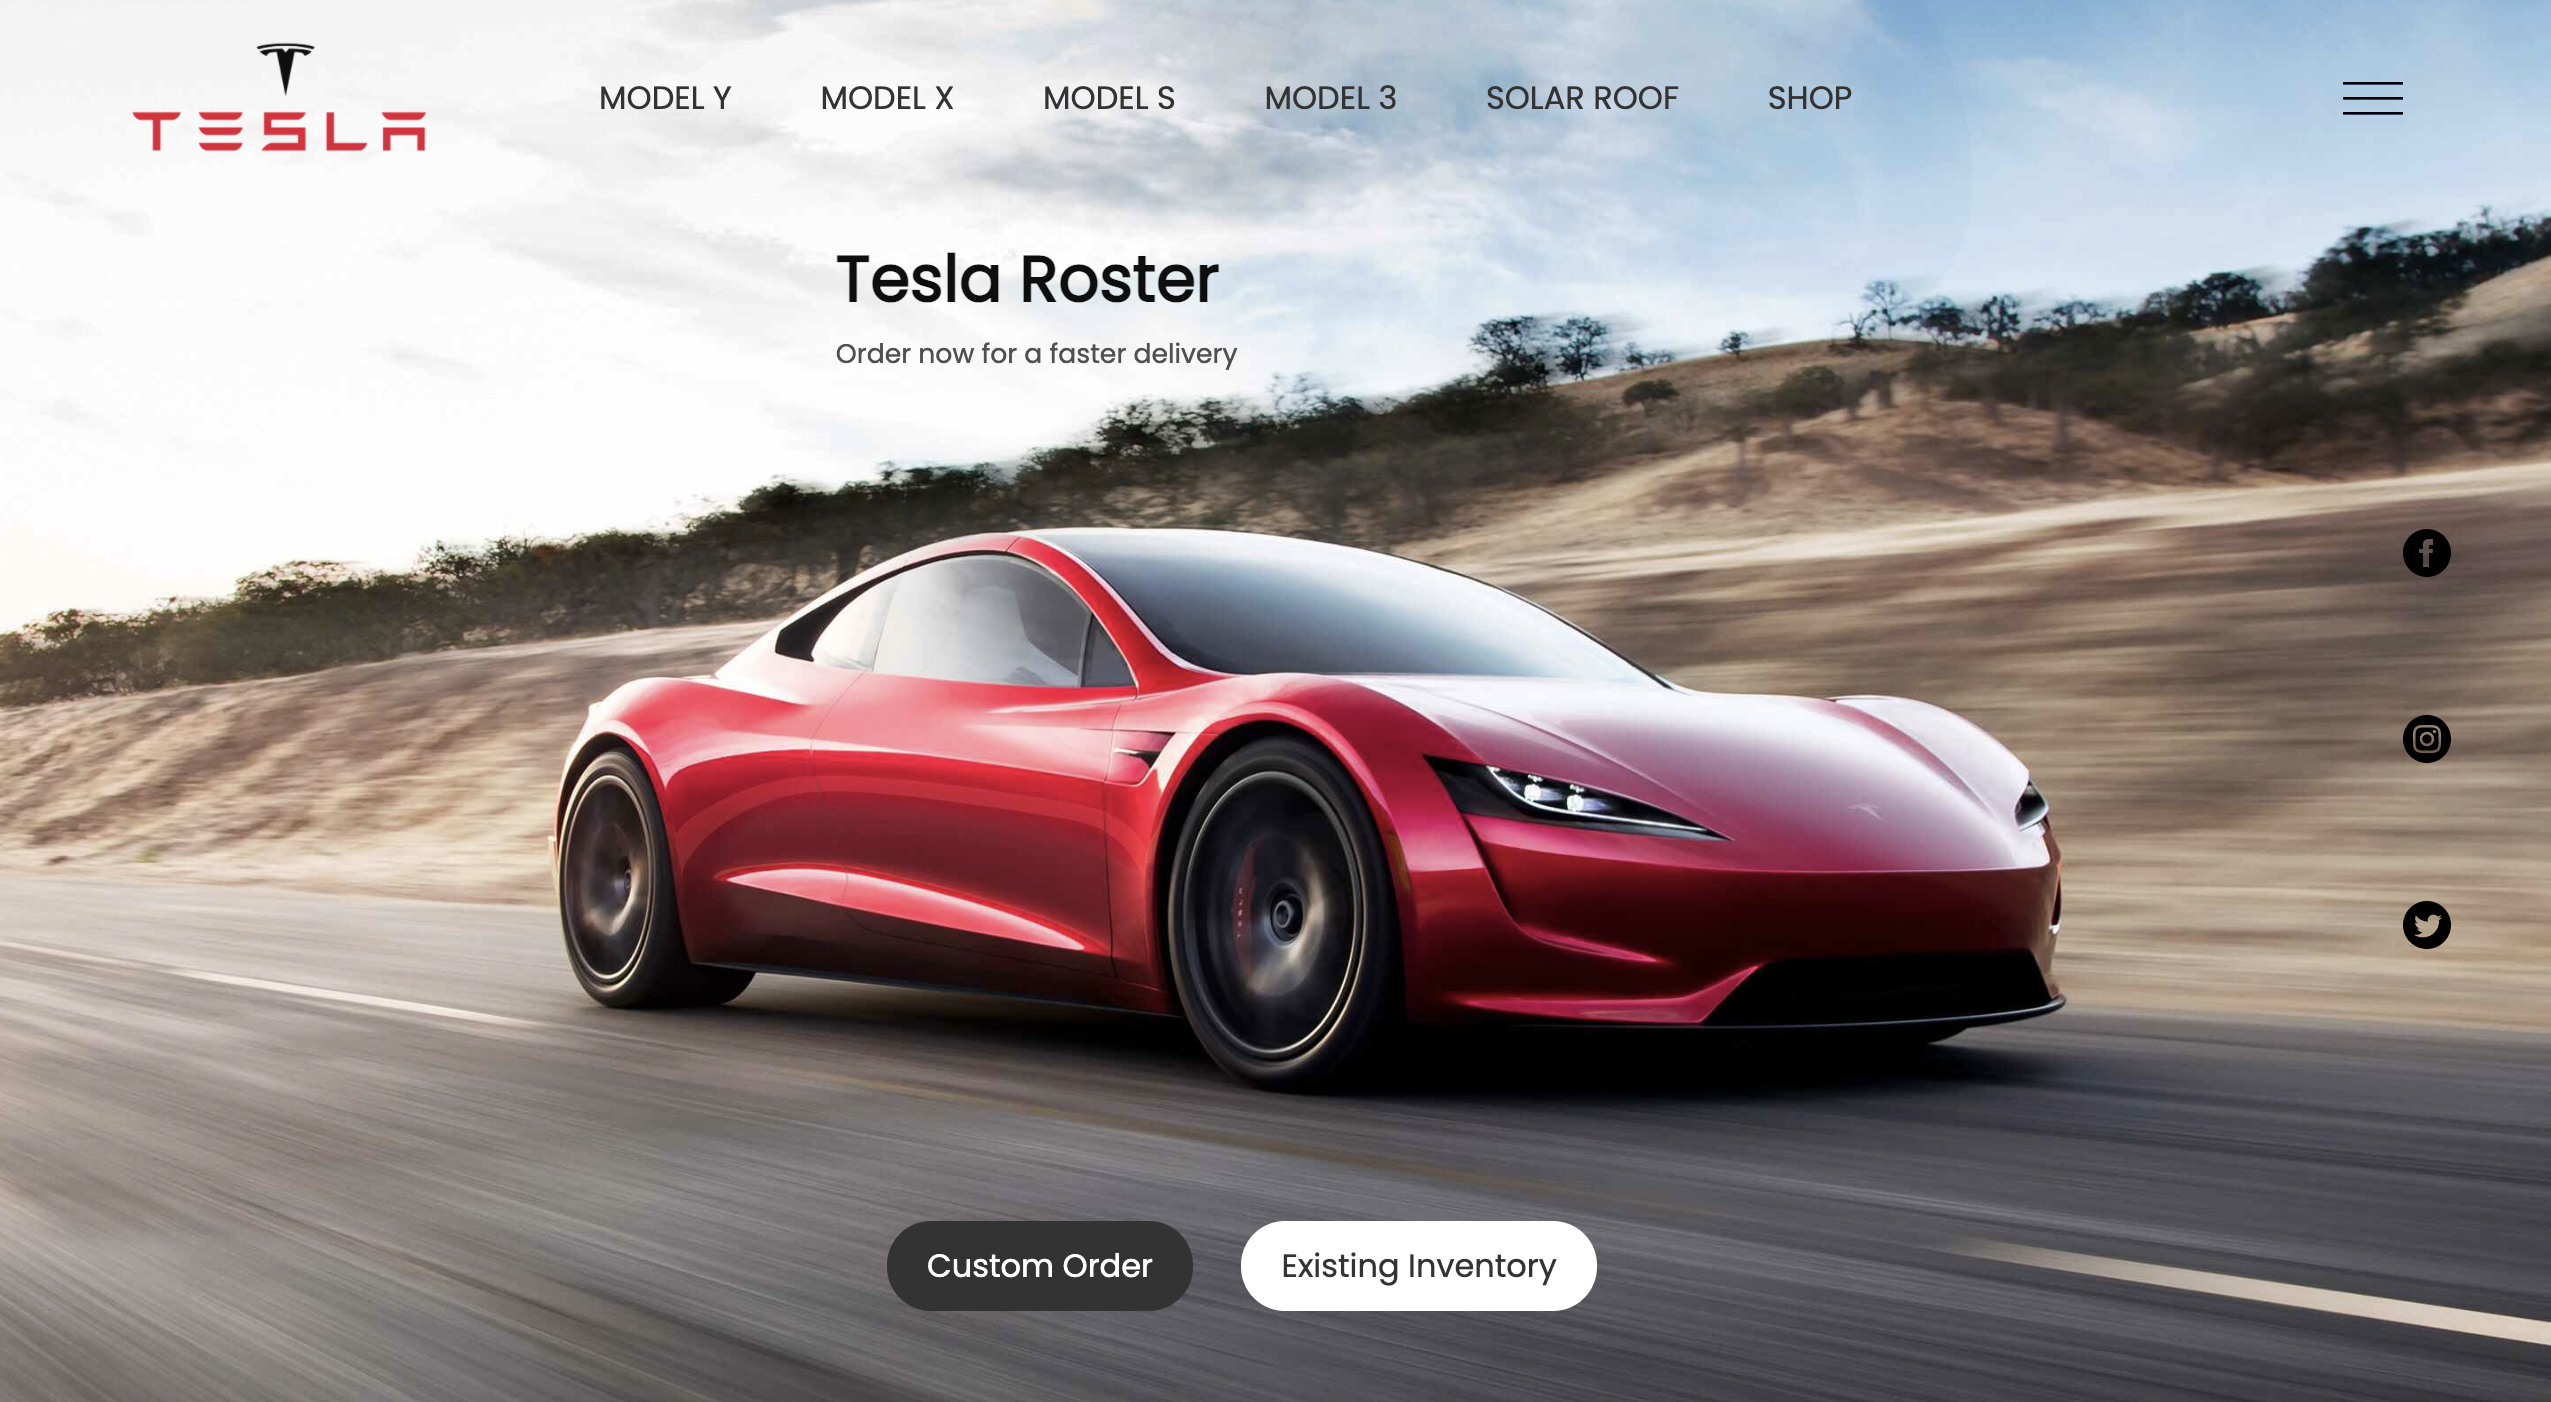 TESLA
MODEL Y
MODEL X
MODEL S
MODEL 3
SOLAR ROOF
SHOP
Tesla Roster
Order now for a faster delivery
TESLA
Custom Order
Existing Inventory